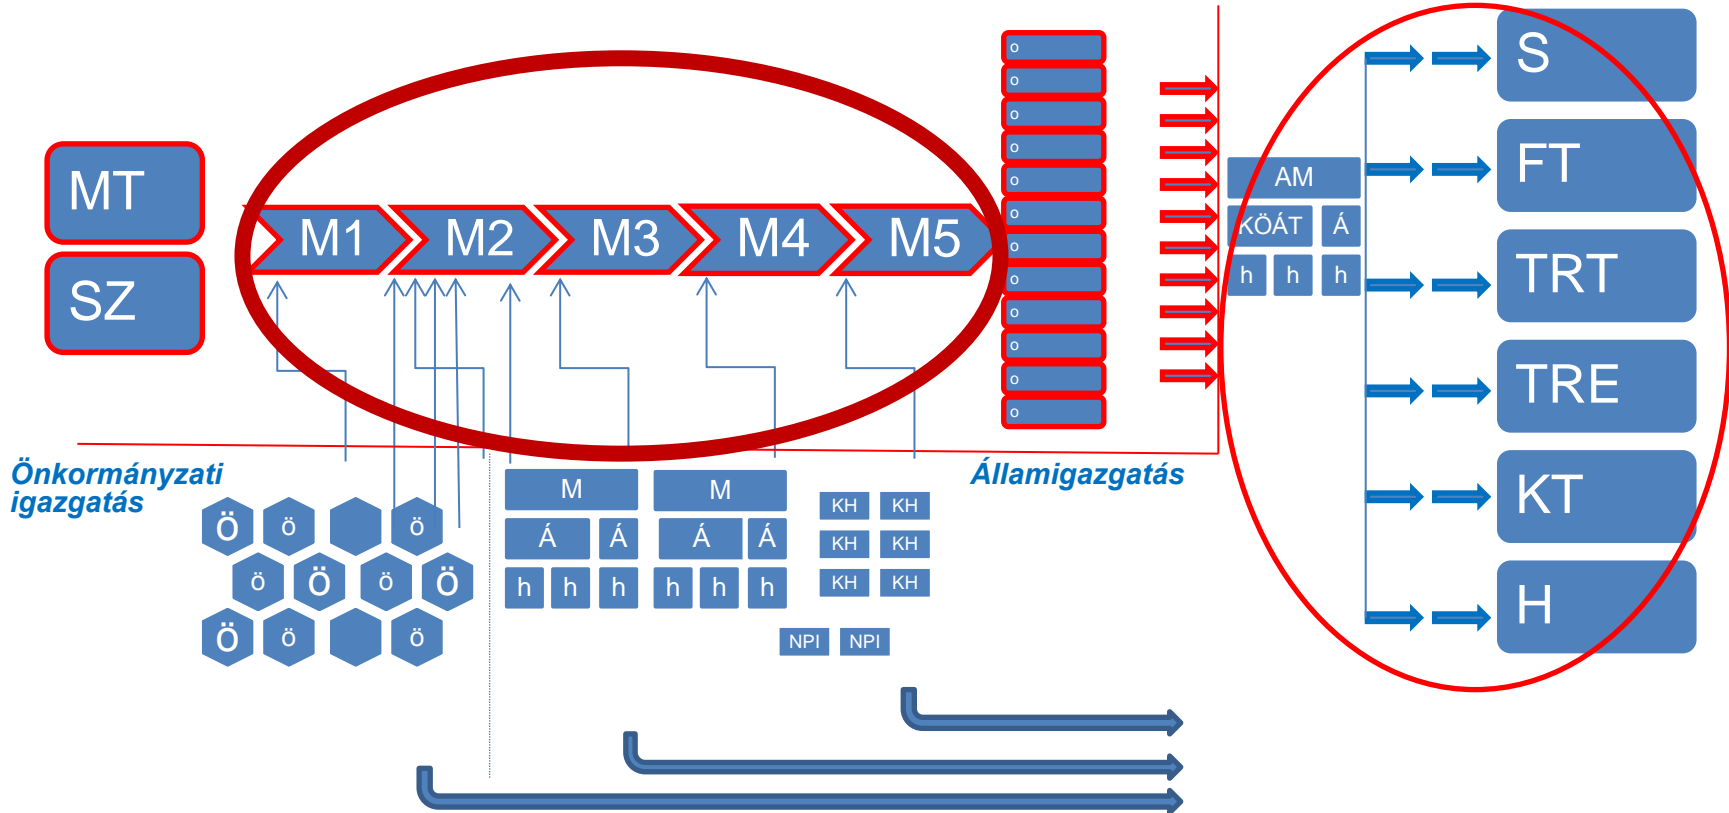 MT
SZ
M1 M2 M3 M4 M5
o
o
o
o
o
o
o
o
o
o
o
o
AM
KÖÁT Á
h h h
S
FT
TRT
TRE
KT
H
Önkormányzati
igazgatás
Államigazgatás
Ö ö ö
ö Ö ö Ö
Ö ö ö
M M
Á Á Á Á
h h h h h h
KH KH
KH KH
KH KH
NPI NPI